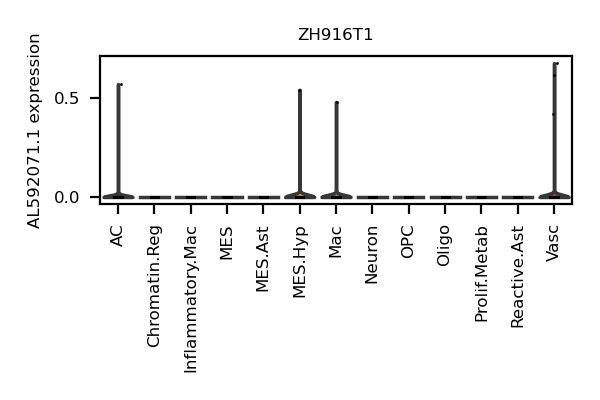 ZH916T1
AL592071.1 expression
0.5
0.0
AC
Chromatin.Reg
Inflammatory.Mac
MES
MES.Ast
MES.Hyp
Mac
Neuron
OPC
Oligo
Prolif.Metab
Reactive.Ast
Vasc